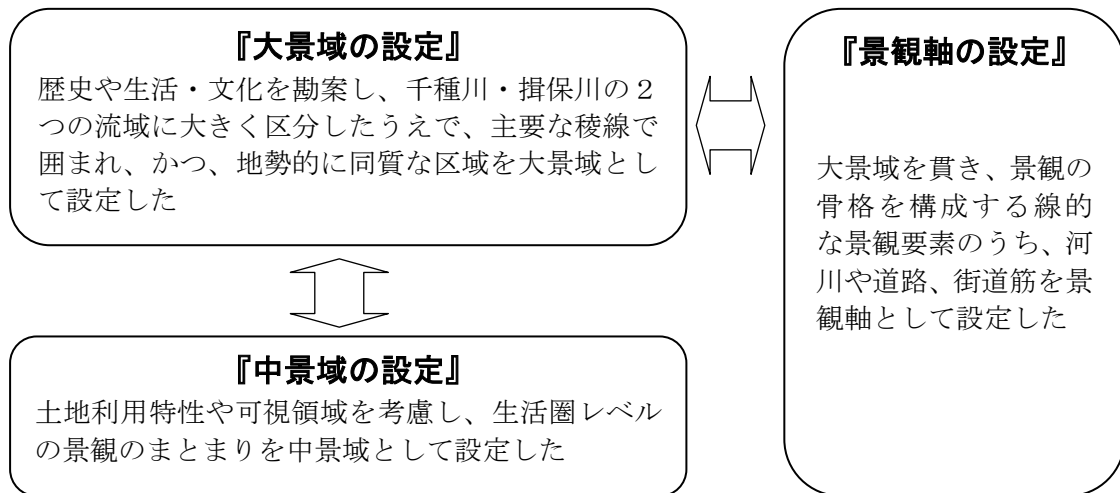 『大景域の設定』
歴史や生活・文化を勘案し、千種川・揖保川の２
つの流域に大きく区分したうえで、主要な稜線で
囲まれ、かつ、地勢的に同質な区域を大景域とし
て設定した
『中景域の設定』
土地利用特性や可視領域を考慮し、生活圏レベル
の景観のまとまりを中景域として設定した
『景観軸の設定』
大景域を貫き、景観の
骨格を構成する線的
な景観要素のうち、河
川や道路、街道筋を景
観軸として設定した